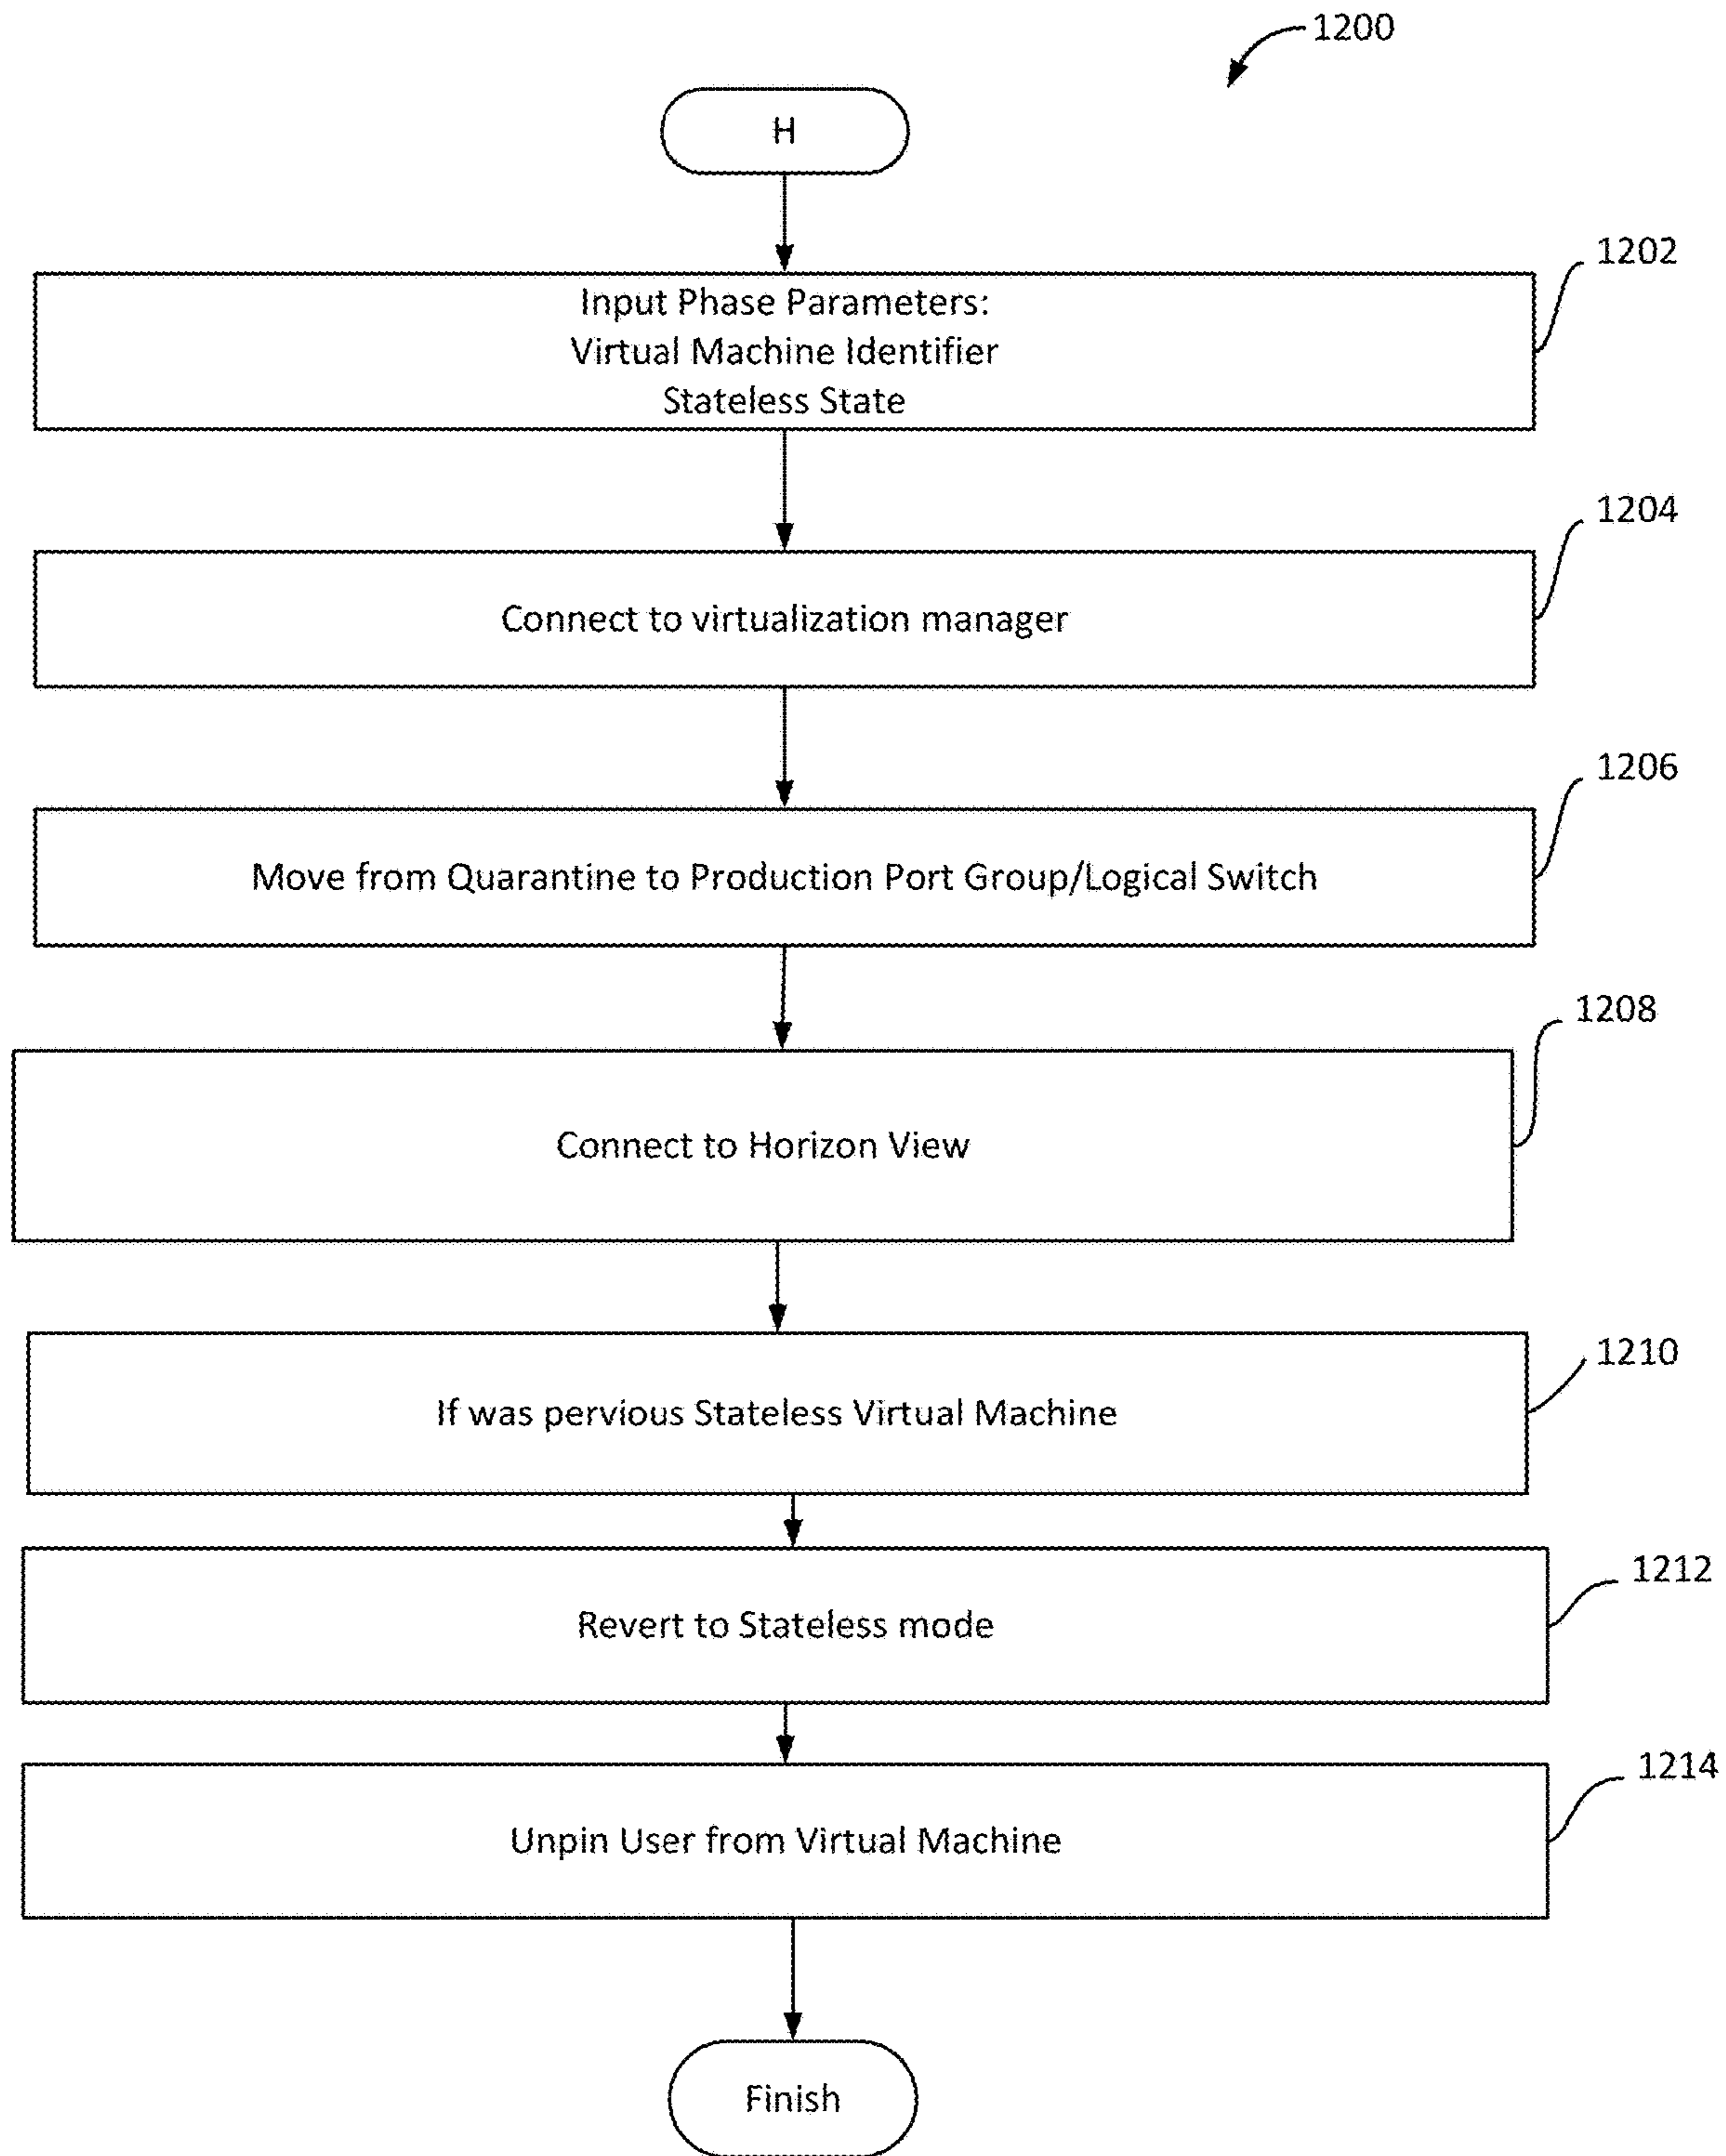 1200
H
1202
Input Phase Parameters:
Virtual Machine Identifier
Stateless State
1204
Connect to virtualization manager
1206
Move from Quarantine to Production Port Group/Logical Switch
1208
Connect to Horizon View
1210
If was pervious Stateless Virtual Machine
1212
Revert to Stateless mode
1214
Unpin User from Virtual Machine
Finish